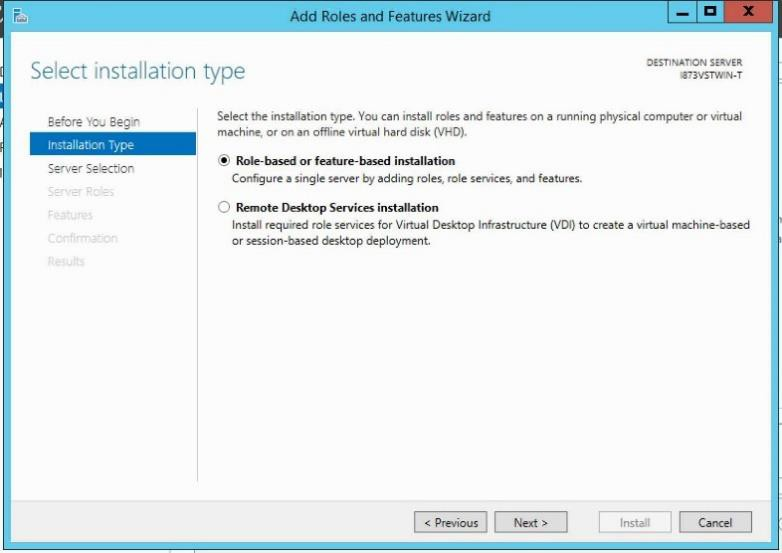 Add Roles and Features Wizard
Select installation type
DESTINATION SERVER
I873VSTWIN-T
Before You Begin
Installation Type
Server Selection
Server Roles
Features
Confirmation
Results
Select the installation type. You can install roles and features on a running physical computer or virtual
machine, or on an offline virtual hard disk (VHD).
Role-based or feature-based installation
Configure a single server by adding roles, role services, and features.
Remote Desktop Services installation
Install required role services for Virtual Desktop Infrastructure (VDI) to create a virtual machine-based
or session-based desktop deployment.
< Previous
Next >
Install
Cancel